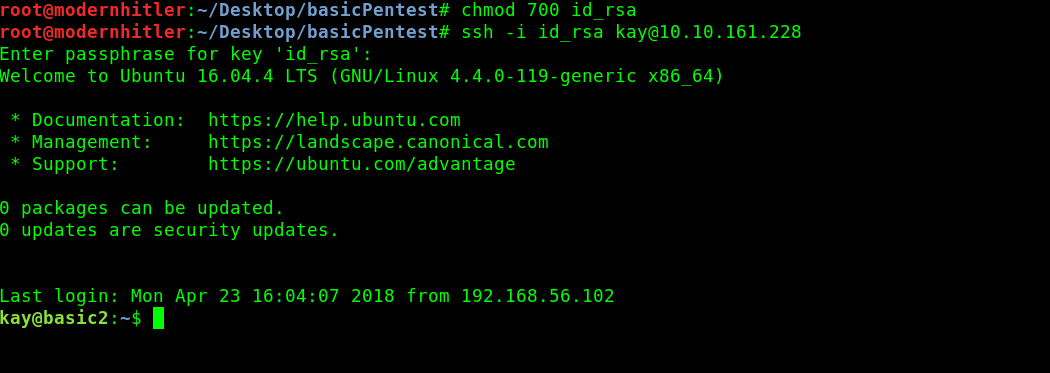 root@modernhitler:~/Desktop/basicPentest# chmod 700 id_rsa
root@modernhitler:~/Desktop/basicPentest# ssh -i id_rsa kay@10.10.161.228
Enter passphrase for key 'id_rsa':
Welcome to Ubuntu 16.04.4 LTS (GNU/Linux 4.4.0-119-generic x86_64)
* Documentation:  https://help.ubuntu.com
* Management:     https://landscape.canonical.com
* Support:        https://ubuntu.com/advantage
0 packages can be updated.
0 updates are security updates.
Last login: Mon Apr 23 16:04:07 2018 from 192.168.56.102
kay@basic2:~$